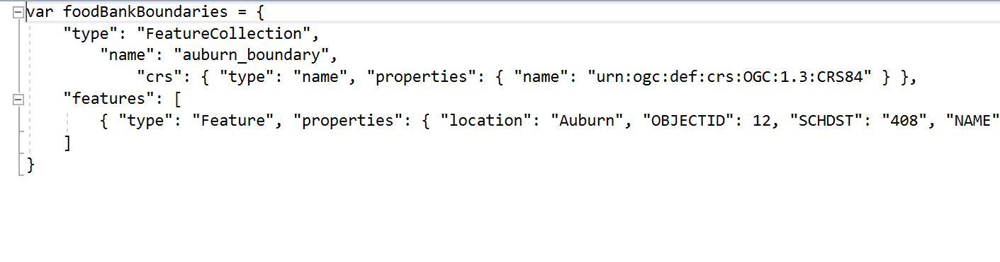 var foodBankBoundaries = {
"type": "FeatureCollection",
"name": "auburn_boundary",
"crs": { "type": "name", "properties": { "name": "urn:ogc:def:crs:OGC:1.3:CRS84" } },
"features": [
{ "type": "Feature", "properties": { "location": "Auburn", "OBJECTID": 12, "SCHDST": "408", "NAME"
]
}